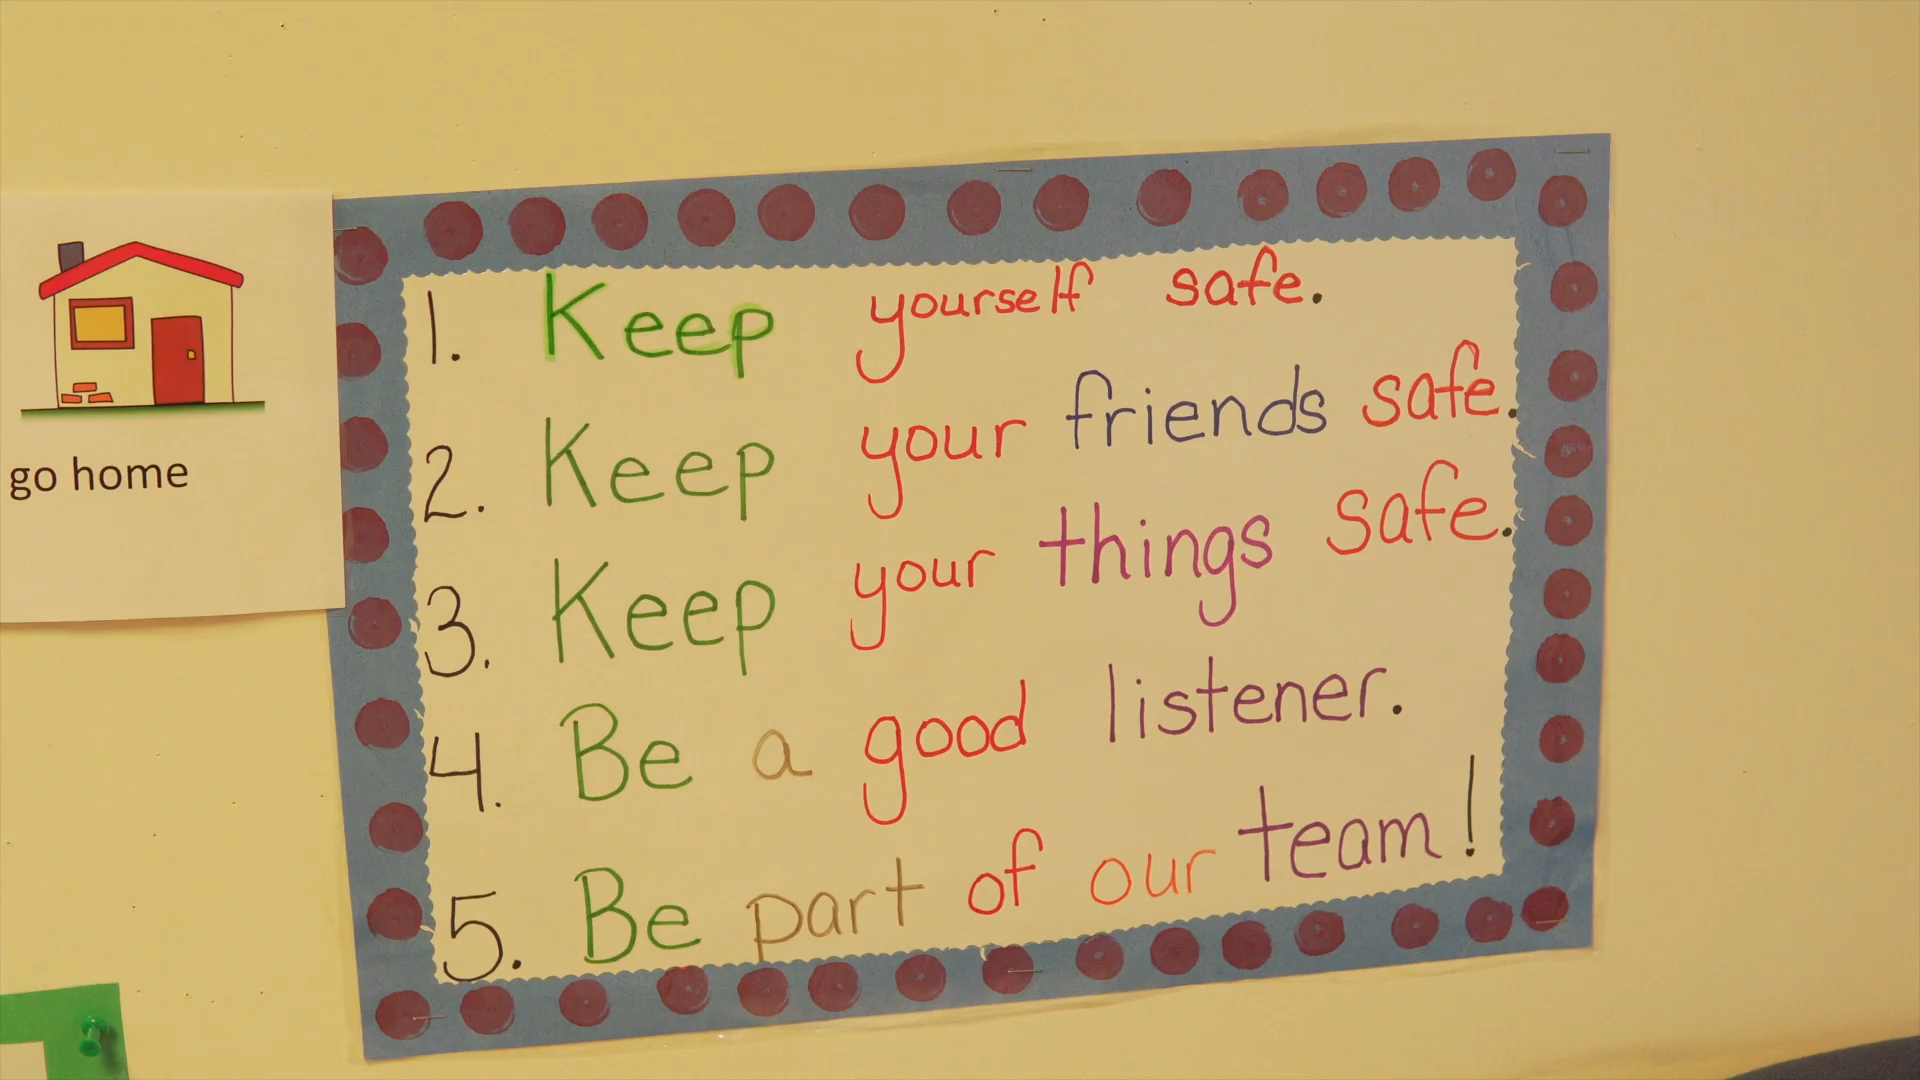 go home
1. Keep yourself safe.
2. Keep your friends safe.
3. Keep your things safe.
4. Be a good listener.
5. Be part of our team!